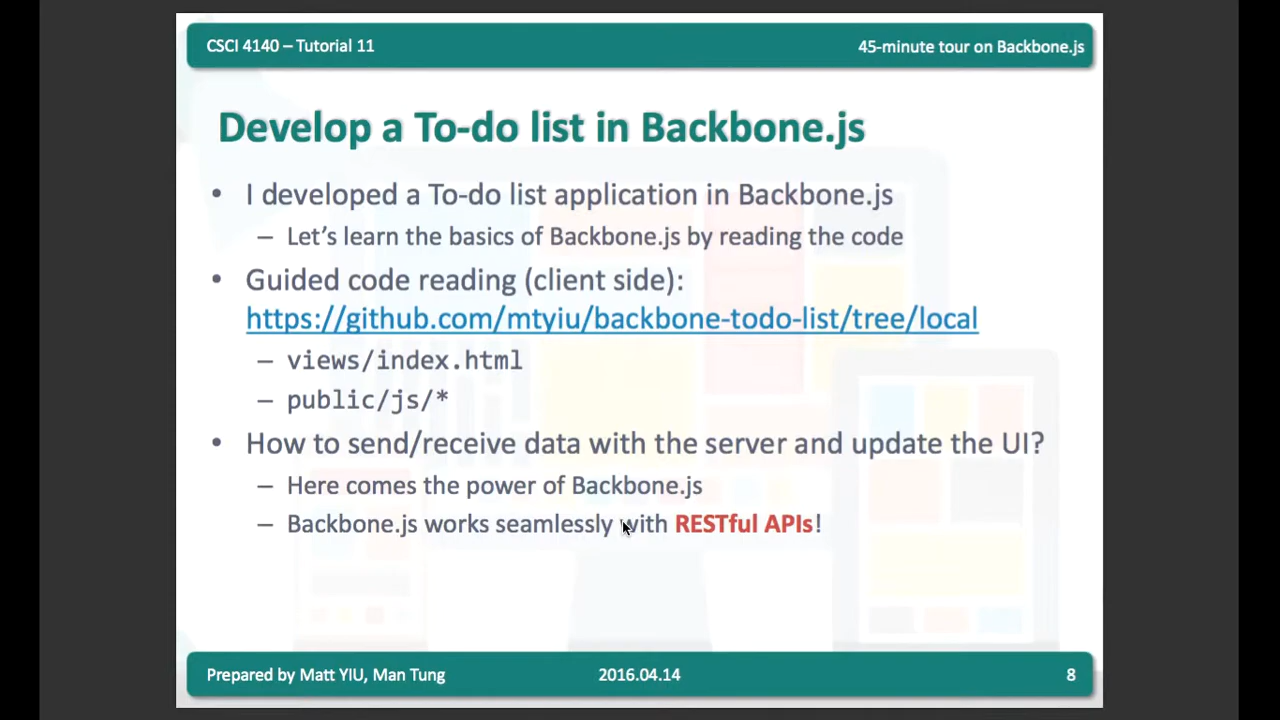 CSCI 4140 – Tutorial 11
45-minute tour on Backbone.js
Develop a To-do list in Backbone.js
• I developed a To-do list application in Backbone.js
– Let's learn the basics of Backbone.js by reading the code
• Guided code reading (client side):
https://github.com/mtyiu/backbone-todo-list/tree/local
– views/index.html
– public/js/*
• How to send/receive data with the server and update the UI?
– Here comes the power of Backbone.js
– Backbone.js works seamlessly with RESTful APIs!
Prepared by Matt YIU, Man Tung
2016.04.14
8